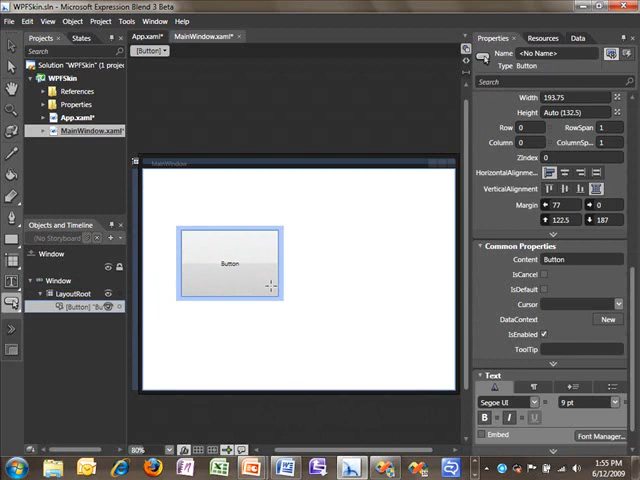 WPFSkin.sln - Microsoft Expression Blend 3 Beta
File Edit View Object Project Tools Window Help
Projects × States
Search
Solution "WPFSkin" (1 projec
WPFSkin
References
Properties
App.xaml*
MainWindow.xaml*
Objects and Timeline
(No Storyboard
Window
Window
LayoutRoot
[Button] "Bu
App.xaml* MainWindow.xaml* ×
[Button]
MainWindow
Button
80%
Properties × Resources Data
Name <No Name>
Type Button
Search
Width 193.75
Height Auto (132.5)
Row 0 RowSpan 1
Column 0 ColumnSp... 1
ZIndex 0
HorizontalAlignme...
VerticalAlignment
Margin 77 0
122.5 187
Common Properties
Content Button
IsCancel
IsDefault
Cursor
DataContext New
IsEnabled
ToolTip
Text
Segoe UI 9 pt
B I U
Embed Font Manager...
1:55 PM
6/12/2009